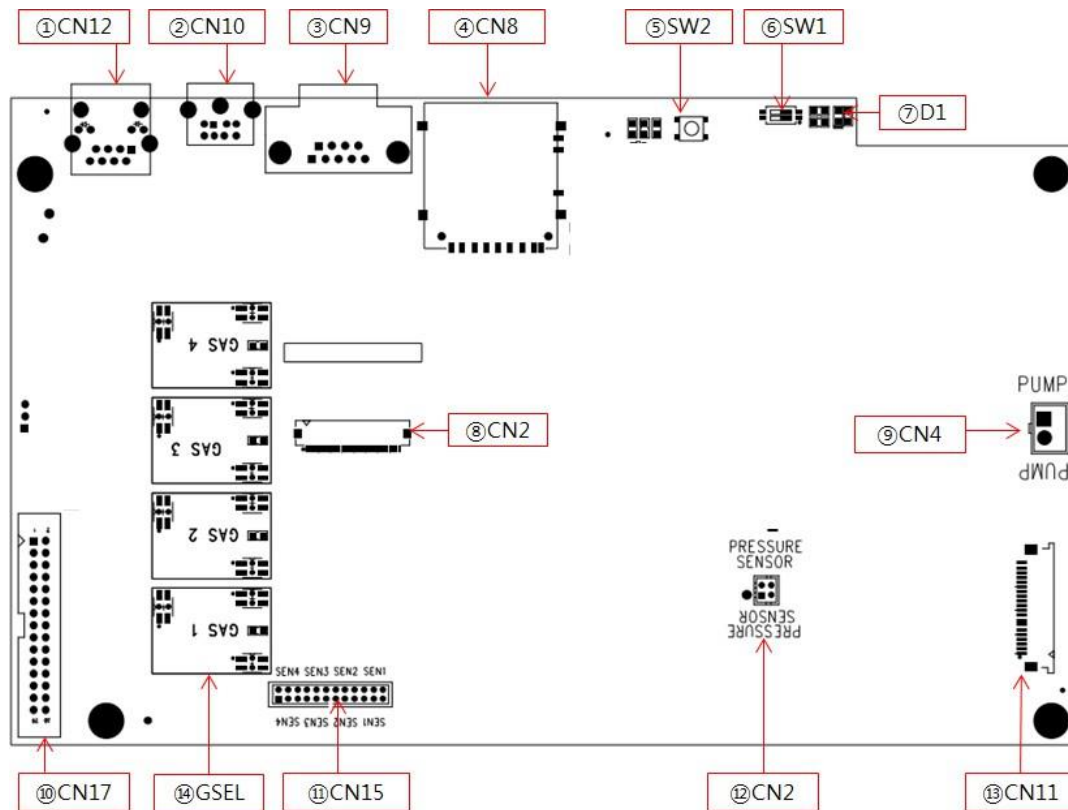 ①CN12
②CN10
③CN9
④CN8
⑤SW2
⑥SW1
⑦D1
GAS 4
GAS 3
⑧CN2
PUMP
⑨CN4
PUMP
GAS 2
PRESSURE
SENSOR
GAS 1
SENSOR
PRESSURE
SEN4 SEN3 SEN2 SEN1
SEN4 SEN3 SEN2 SEN1
⑩CN17
⑭GSEL
⑪CN15
⑫CN2
⑬CN11